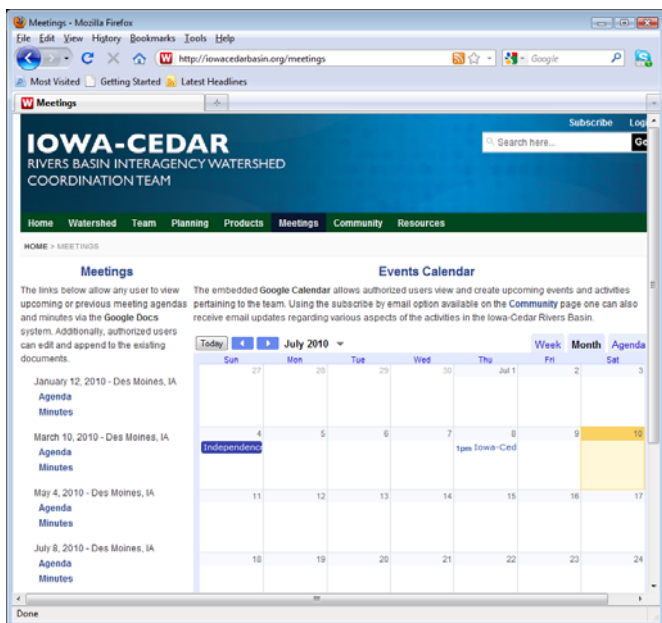 Meetings - Mozilla Firefox
File Edit View History Bookmarks Tools Help
W http://iowacedarbasin.org/meetings Google
Most Visited Getting Started Latest Headlines
W Meetings
Subscribe Logi
IOWA-CEDAR
Search here... Go
RIVERS BASIN INTERAGENCY WATERSHED
COORDINATION TEAM
Home Watershed Team Planning Products Meetings Community Resources
HOME > MEETINGS
Meetings
The links below allow any user to view
upcoming or previous meeting agendas
and minutes via the Google Docs
system. Additionally, authorized users
can edit and append to the existing
documents.
January 12, 2010 - Des Moines, IA
Agenda
Minutes
March 10, 2010 - Des Moines, IA
Agenda
Minutes
May 4, 2010 - Des Moines, IA
Agenda
Minutes
July 8, 2010 - Des Moines, IA
Agenda
Minutes
Events Calendar
The embedded Google Calendar allows authorized users view and create upcoming events and activities
pertaining to the team. Using the subscribe by email option available on the Community page one can also
receive email updates regarding various aspects of the activities in the Iowa-Cedar Rivers Basin.
Today July 2010 Week Month Agenda
Sun Mon Tue Wed Thu Fri Sat
27 28 29 30 Jul 1 2 3
4 5 6 7 8 9 10
Independence 1pm Iowa-Ced
11 12 13 14 15 16 17
18 19 20 21 22 23 24
Done